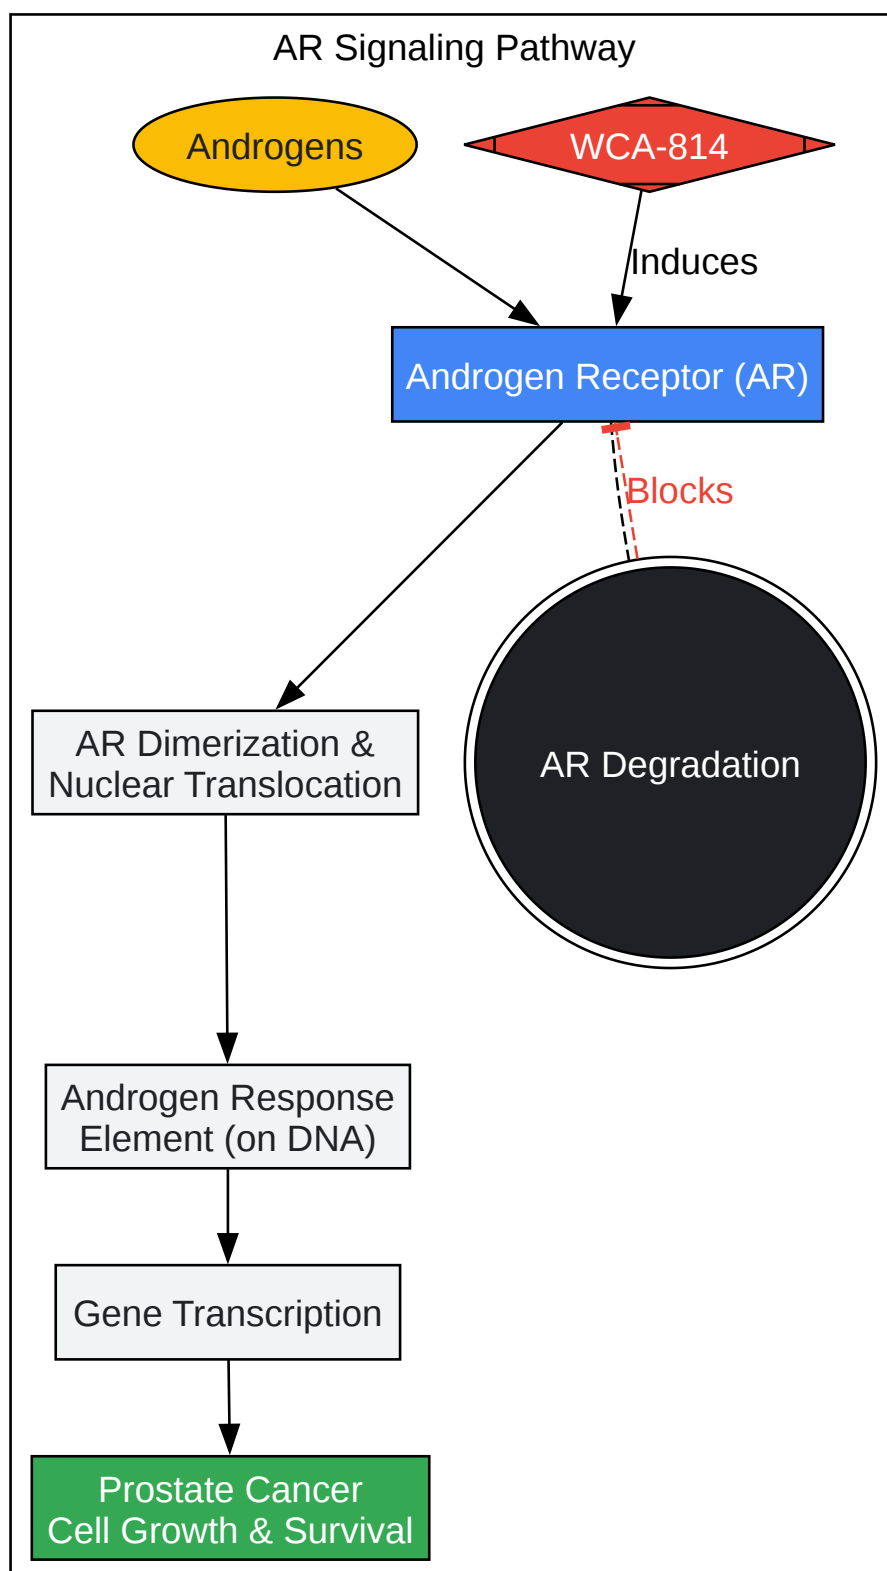 AR Signaling Pathway
Androgens
WCA-814
Induces
Androgen Receptor (AR)
Blocks
AR Dimerization &
Nuclear Translocation
AR Degradation
Androgen Response
Element (on DNA)
Gene Transcription
Prostate Cancer
Cell Growth & Survival